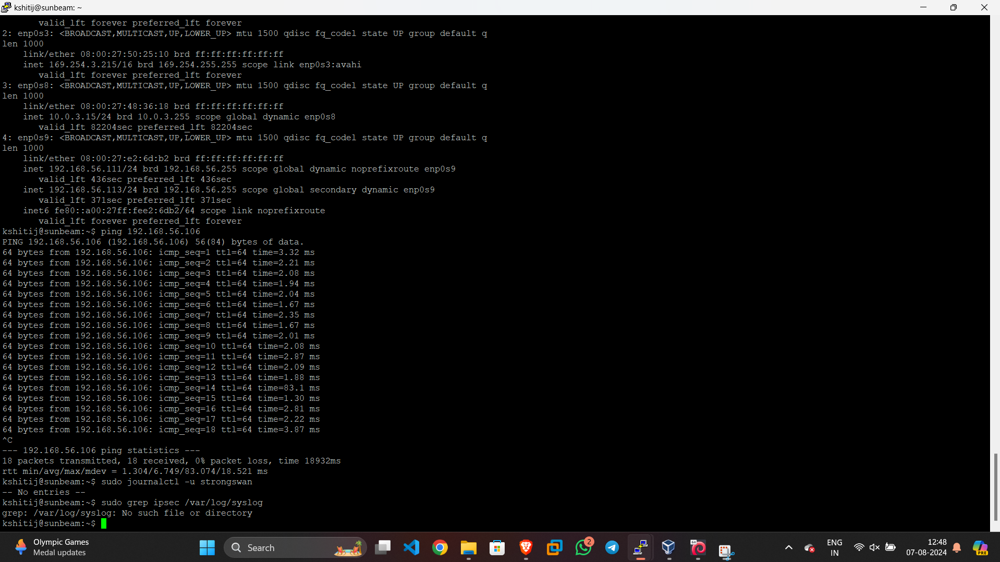 kshitij@sunbeam: ~
valid_lft forever preferred_lft forever
2: enp0s3: <BROADCAST,MULTICAST,UP,LOWER_UP> mtu 1500 qdisc fq_codel state UP group default q
len 1000
link/ether 08:00:27:50:25:10 brd ff:ff:ff:ff:ff:ff
inet 169.254.3.215/16 brd 169.254.255.255 scope link enp0s3:avahi
valid_lft forever preferred_lft forever
3: enp0s8: <BROADCAST,MULTICAST,UP,LOWER_UP> mtu 1500 qdisc fq_codel state UP group default q
len 1000
link/ether 08:00:27:48:36:18 brd ff:ff:ff:ff:ff:ff
inet 10.0.3.15/24 brd 10.0.3.255 scope global dynamic enp0s8
valid_lft 82204sec preferred_lft 82204sec
4: enp0s9: <BROADCAST,MULTICAST,UP,LOWER_UP> mtu 1500 qdisc fq_codel state UP group default q
len 1000
link/ether 08:00:27:e2:6d:b2 brd ff:ff:ff:ff:ff:ff
inet 192.168.56.111/24 brd 192.168.56.255 scope global dynamic noprefixroute enp0s9
valid_lft 436sec preferred_lft 436sec
inet 192.168.56.113/24 brd 192.168.56.255 scope global secondary dynamic enp0s9
valid_lft 371sec preferred_lft 371sec
inet6 fe80::a00:27ff:fee2:6db2/64 scope link noprefixroute
valid_lft forever preferred_lft forever
kshitij@sunbeam:~$ ping 192.168.56.106
PING 192.168.56.106 (192.168.56.106) 56(84) bytes of data.
64 bytes from 192.168.56.106: icmp_seq=1 ttl=64 time=3.32 ms
64 bytes from 192.168.56.106: icmp_seq=2 ttl=64 time=2.21 ms
64 bytes from 192.168.56.106: icmp_seq=3 ttl=64 time=2.08 ms
64 bytes from 192.168.56.106: icmp_seq=4 ttl=64 time=1.94 ms
64 bytes from 192.168.56.106: icmp_seq=5 ttl=64 time=2.04 ms
64 bytes from 192.168.56.106: icmp_seq=6 ttl=64 time=1.67 ms
64 bytes from 192.168.56.106: icmp_seq=7 ttl=64 time=2.35 ms
64 bytes from 192.168.56.106: icmp_seq=8 ttl=64 time=1.67 ms
64 bytes from 192.168.56.106: icmp_seq=9 ttl=64 time=2.01 ms
64 bytes from 192.168.56.106: icmp_seq=10 ttl=64 time=2.08 ms
64 bytes from 192.168.56.106: icmp_seq=11 ttl=64 time=2.87 ms
64 bytes from 192.168.56.106: icmp_seq=12 ttl=64 time=2.09 ms
64 bytes from 192.168.56.106: icmp_seq=13 ttl=64 time=1.88 ms
64 bytes from 192.168.56.106: icmp_seq=14 ttl=64 time=83.1 ms
64 bytes from 192.168.56.106: icmp_seq=15 ttl=64 time=1.30 ms
64 bytes from 192.168.56.106: icmp_seq=16 ttl=64 time=2.81 ms
64 bytes from 192.168.56.106: icmp_seq=17 ttl=64 time=2.22 ms
64 bytes from 192.168.56.106: icmp_seq=18 ttl=64 time=3.87 ms
^C
--- 192.168.56.106 ping statistics ---
18 packets transmitted, 18 received, 0% packet loss, time 18932ms
rtt min/avg/max/mdev = 1.304/6.749/83.074/18.521 ms
kshitij@sunbeam:~$ sudo journalctl -u strongswan
-- No entries --
kshitij@sunbeam:~$ sudo grep ipsec /var/log/syslog
grep: /var/log/syslog: No such file or directory
kshitij@sunbeam:~$
Olympic Games
Medal updates
Search
2
64
ENG
IN
12:48
07-08-2024
PRE